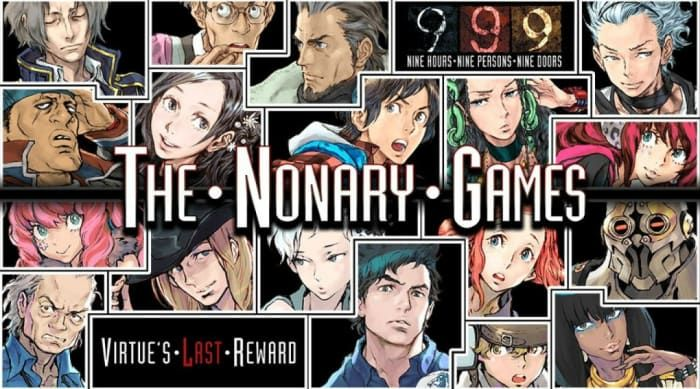 999
NINE HOURS • NINE PERSONS • NINE DOORS
THE • NONARY • GAMES
VIRTUE'S • LAST • REWARD